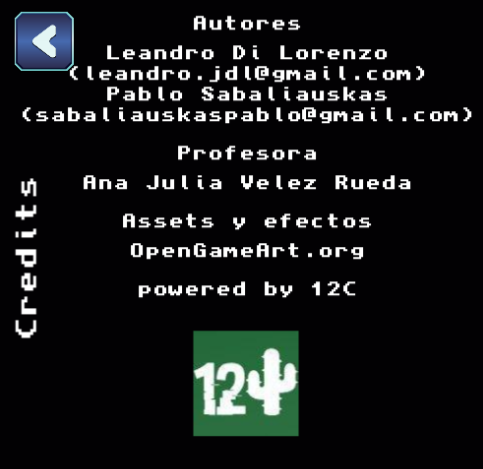 Autores
Leandro Di Lorenzo
(leandro.jdl@gmail.com)
Pablo Sabaliauskas
(sabaliauskaspablo@gmail.com)
Profesora
Ana Julia Velez Rueda
Assets y efectos
OpenGameArt.org
powered by 12C
12
Credits